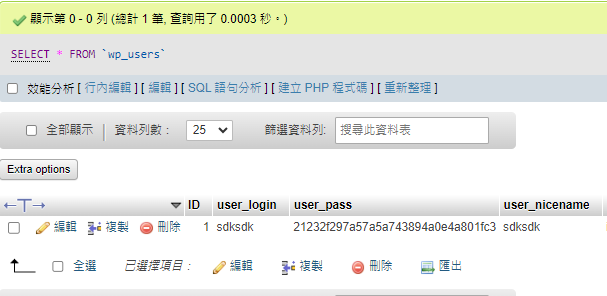 顯示第 0 - 0 列 (總計 1 筆, 查詢用了 0.0003 秒。)
SELECT * FROM `wp_users`
效能分析 [ 行內編輯 ] [ 編輯 ] [ SQL 語句分析 ] [ 建立 PHP 程式碼 ] [ 重新整理 ]
全部顯示 資料列數： 25 篩選資料列: 搜尋此資料表
Extra options
←T→ ID user_login user_pass user_nicename
編輯 複製 刪除 1 sdksdk 21232f297a57a5a743894a0e4a801fc3 sdksdk
全選 已選擇項目： 編輯 複製 刪除 匯出